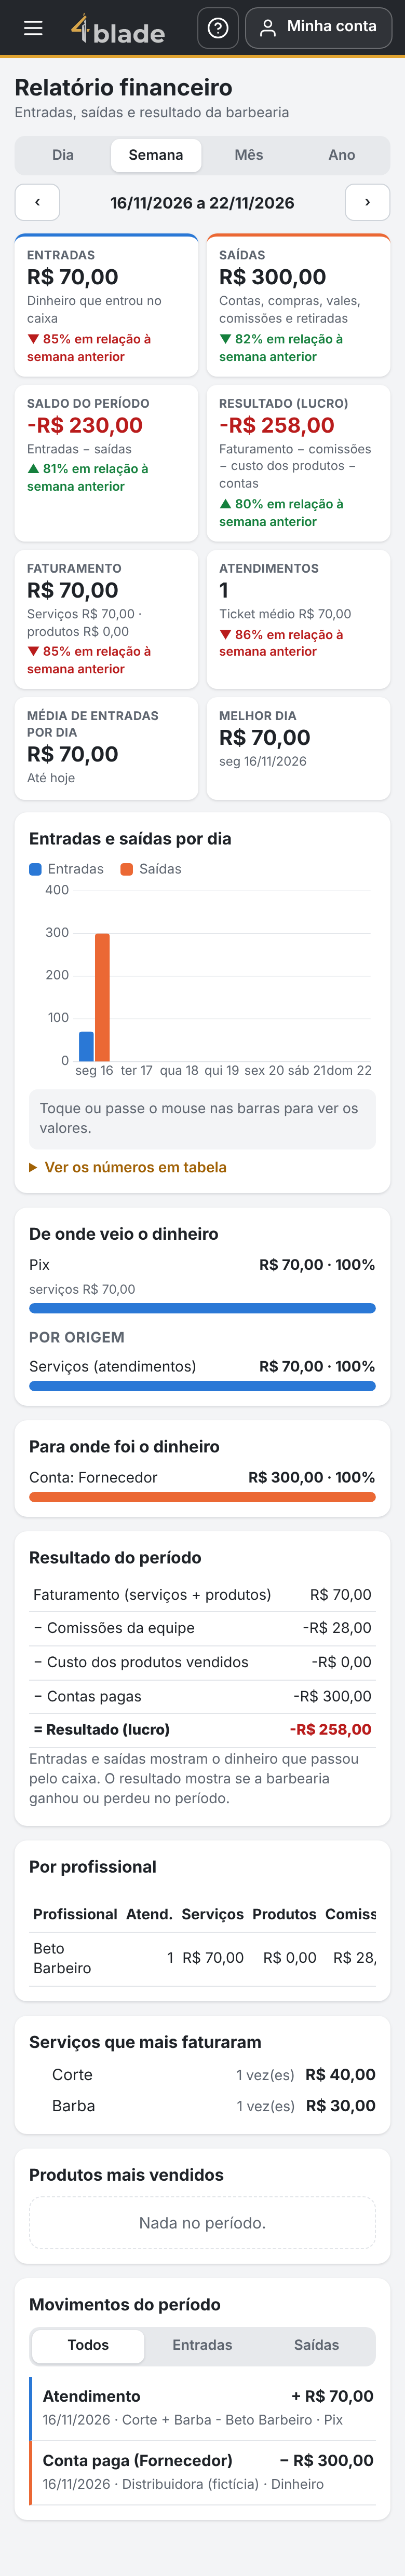 4blade
Minha conta
Relatório financeiro
Entradas, saídas e resultado da barbearia
Dia
Semana
Mês
Ano
‹
16/11/2026 a 22/11/2026
›
ENTRADAS
R$ 70,00
Dinheiro que entrou no
caixa
▼ 85% em relação à
semana anterior
SAÍDAS
R$ 300,00
Contas, compras, vales,
comissões e retiradas
▼ 82% em relação à
semana anterior
SALDO DO PERÍODO
-R$ 230,00
Entradas − saídas
▲ 81% em relação à
semana anterior
RESULTADO (LUCRO)
-R$ 258,00
Faturamento − comissões
− custo dos produtos −
contas
▲ 80% em relação à
semana anterior
FATURAMENTO
R$ 70,00
Serviços R$ 70,00 ·
produtos R$ 0,00
▼ 85% em relação à
semana anterior
ATENDIMENTOS
1
Ticket médio R$ 70,00
▼ 86% em relação à
semana anterior
MÉDIA DE ENTRADAS
POR DIA
R$ 70,00
Até hoje
MELHOR DIA
R$ 70,00
seg 16/11/2026
Entradas e saídas por dia
Entradas Saídas
400
300
200
100
0
seg 16 ter 17 qua 18 qui 19 sex 20 sáb 21 dom 22
Toque ou passe o mouse nas barras para ver os
valores.
▶ Ver os números em tabela
De onde veio o dinheiro
Pix R$ 70,00 · 100%
serviços R$ 70,00
POR ORIGEM
Serviços (atendimentos) R$ 70,00 · 100%
Para onde foi o dinheiro
Conta: Fornecedor R$ 300,00 · 100%
Resultado do período
Faturamento (serviços + produtos) R$ 70,00
− Comissões da equipe -R$ 28,00
− Custo dos produtos vendidos -R$ 0,00
− Contas pagas -R$ 300,00
= Resultado (lucro) -R$ 258,00
Entradas e saídas mostram o dinheiro que passou
pelo caixa. O resultado mostra se a barbearia
ganhou ou perdeu no período.
Por profissional
Profissional Atend. Serviços Produtos Comiss
Beto
Barbeiro
1 R$ 70,00 R$ 0,00 R$ 28,
Serviços que mais faturaram
Corte 1 vez(es) R$ 40,00
Barba 1 vez(es) R$ 30,00
Produtos mais vendidos
Nada no período.
Movimentos do período
Todos Entradas Saídas
Atendimento + R$ 70,00
16/11/2026 · Corte + Barba - Beto Barbeiro · Pix
Conta paga (Fornecedor) − R$ 300,00
16/11/2026 · Distribuidora (fictícia) · Dinheiro